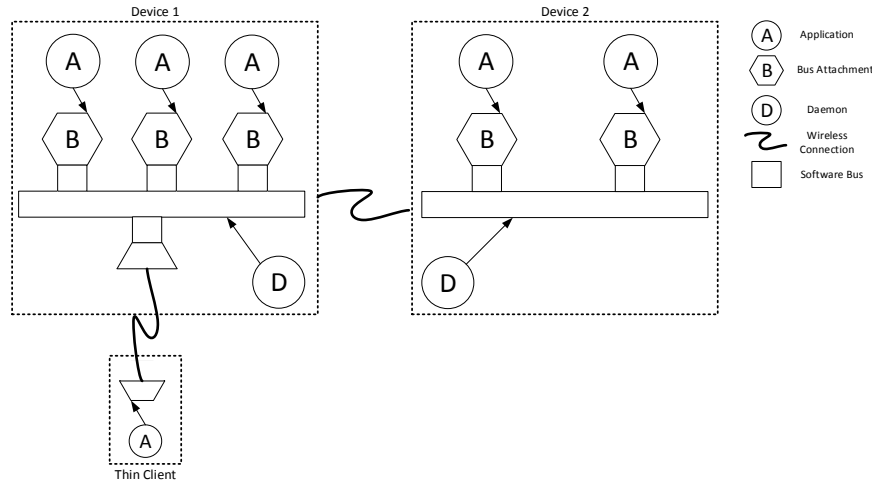 Device 1
Device 2
A
A
A
A
A
A
Application
B
B
B
B
B
B
Bus Attachment
D
Daemon
Wireless
Connection
Software Bus
D
D
A
Thin Client